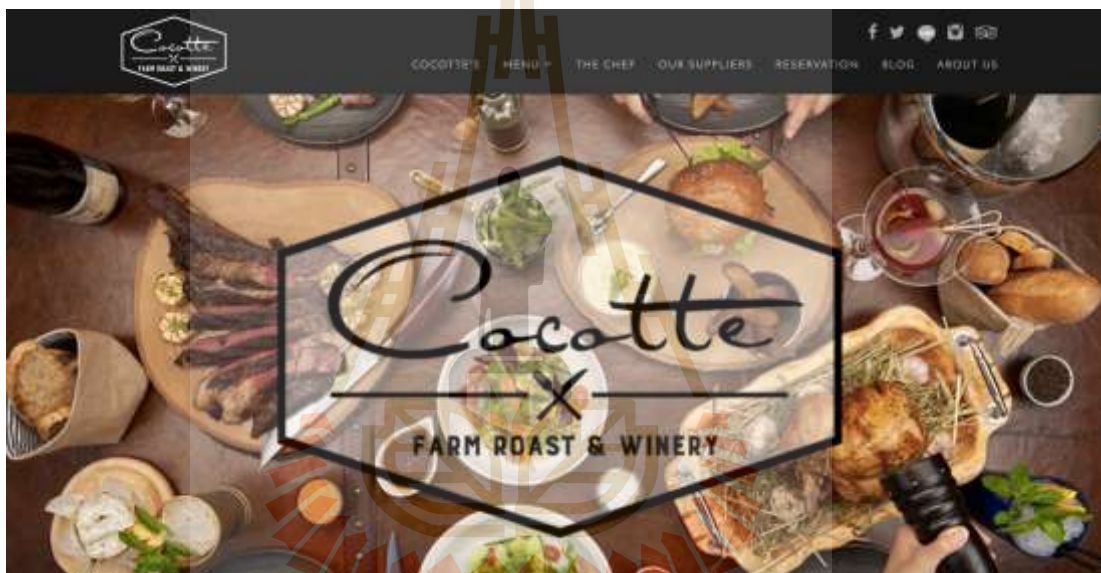 Cocotte
FARM ROAST & WINERY
COCOTTE'S MENU THE CHEF OUR SUPPLIERS RESERVATION BLOG ABOUT US
Cocotte
FARM ROAST & WINERY